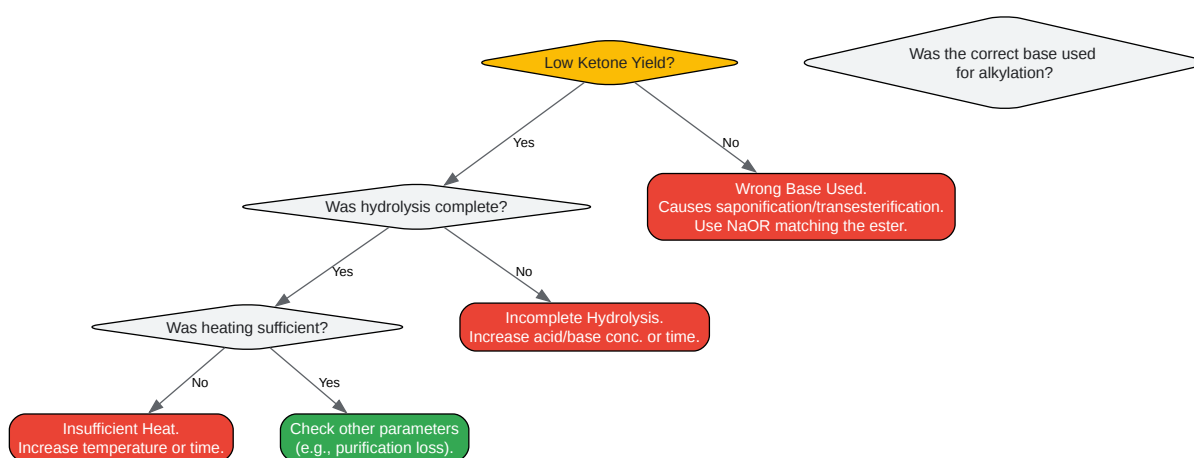 Low Ketone Yield?
Was the correct base used
for alkylation?
Yes
No
Wrong Base Used.
Causes saponification/transesterification.
Use NaOR matching the ester.
Was hydrolysis complete?
Yes
No
Incomplete Hydrolysis.
Increase acid/base conc. or time.
Was heating sufficient?
No
Yes
Insufficient Heat.
Increase temperature or time.
Check other parameters
(e.g., purification loss).